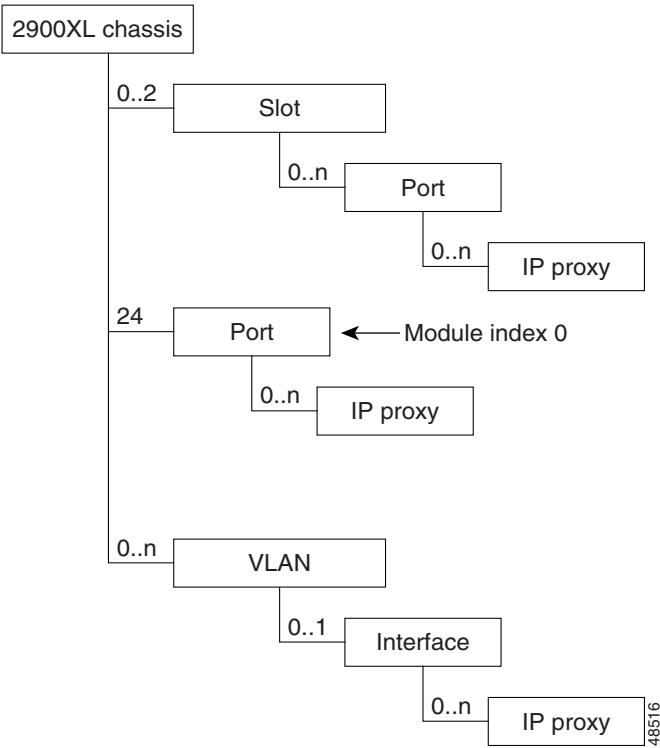 2900XL chassis
0..2
Slot
0..n
Port
0..n
IP proxy
24
Port
Module index 0
0..n
IP proxy
0..n
VLAN
0..1
Interface
0..n
IP proxy
48516